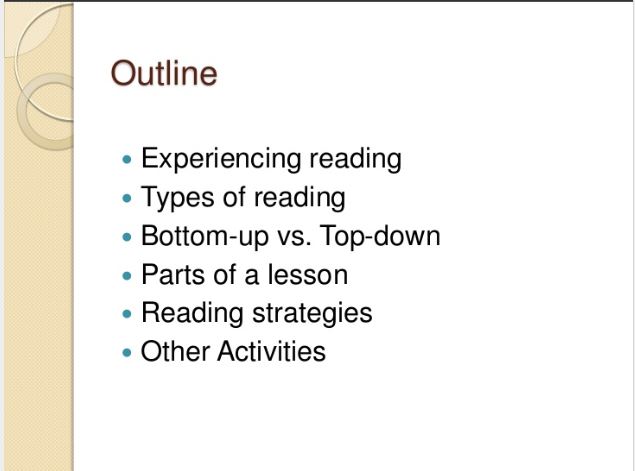 Outline
Experiencing reading
Types of reading
Bottom-up vs. Top-down
Parts of a lesson
Reading strategies
Other Activities